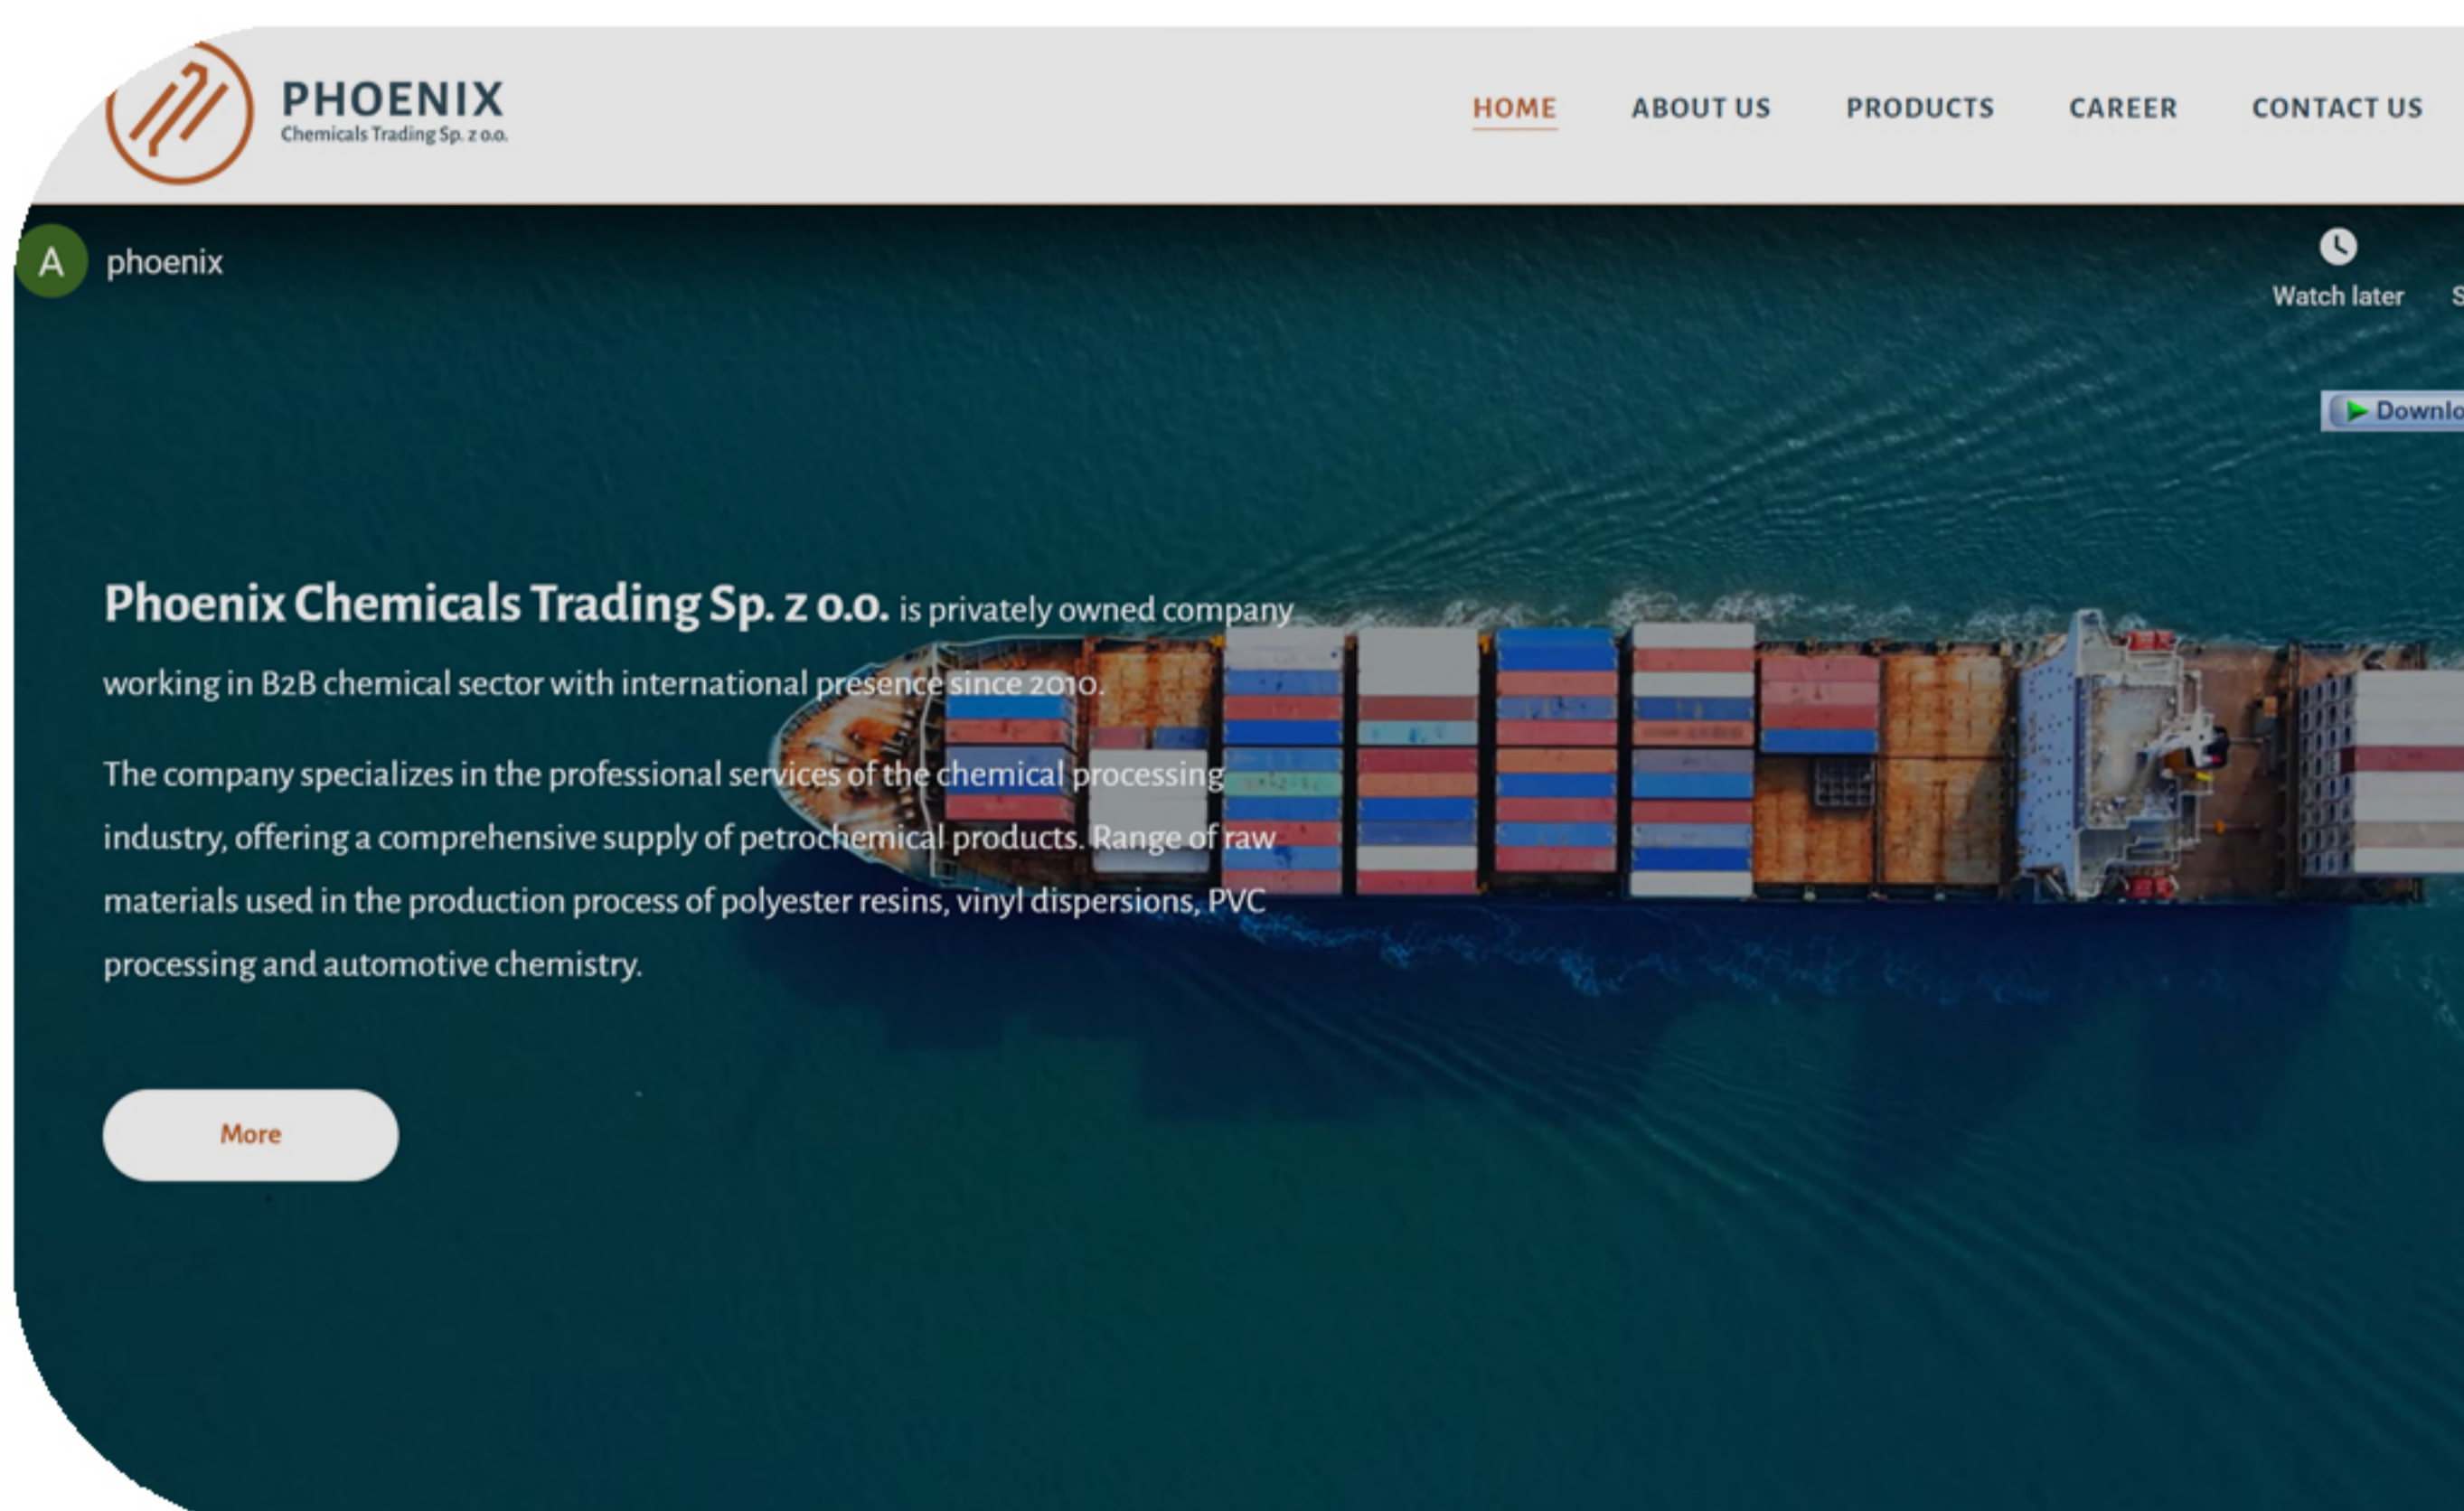 PHOENIX
Chemicals Trading Sp. z o.o.
HOME ABOUT US PRODUCTS CAREER CONTACT US
A phoenix
Watch later
Phoenix Chemicals Trading Sp. z o.o. is privately owned company
working in B2B chemical sector with international presence since 2010.
The company specializes in the professional services of the chemical processing
industry, offering a comprehensive supply of petrochemical products. Range of raw
materials used in the production process of polyester resins, vinyl dispersions, PVC
processing and automotive chemistry.
More